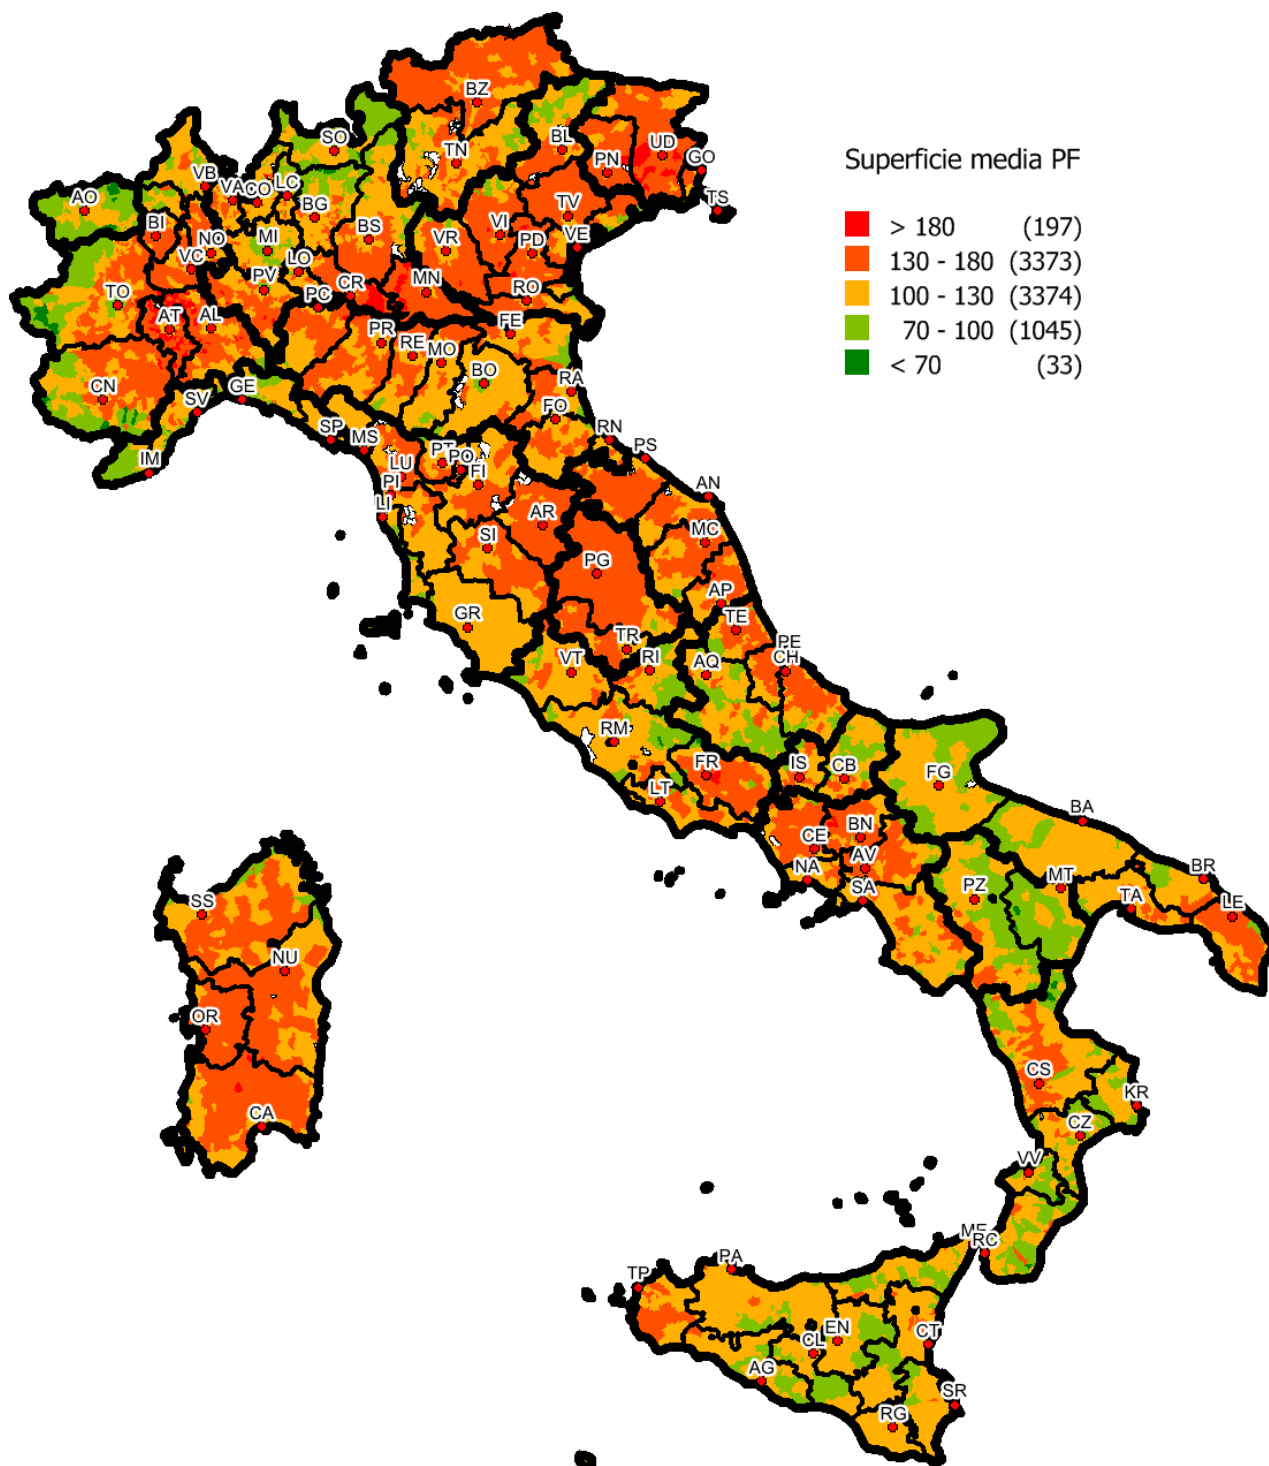 BZ
SO
BL
UD
TN
PN
GO
VB
LC
AO
VA
CO
TS
BG
TV
BI
VI
BS
NO
MI
VR
PD
VE
LO
VC
PV
CR
MN
TO
PC
RO
AT
AL
FE
PR
RE
MO
BO
RA
CN
GE
SV
FO
SP
RN
MS
PT
PS
PO
IM
LU
FI
PI
AN
LI
AR
MC
SI
PG
AP
GR
TE
TR
PE
VT
RI
AQ
CH
RM
FR
IS
CB
FG
LT
BA
BN
CE
AV
NA
MT
BR
PZ
SA
TA
LE
SS
NU
OR
CS
KR
CA
CZ
VV
ME
RC
PA
TP
EN
CT
CL
AG
SR
RG
Superficie media PF
> 180 (197)
130 - 180 (3373)
100 - 130 (3374)
70 - 100 (1045)
< 70 (33)